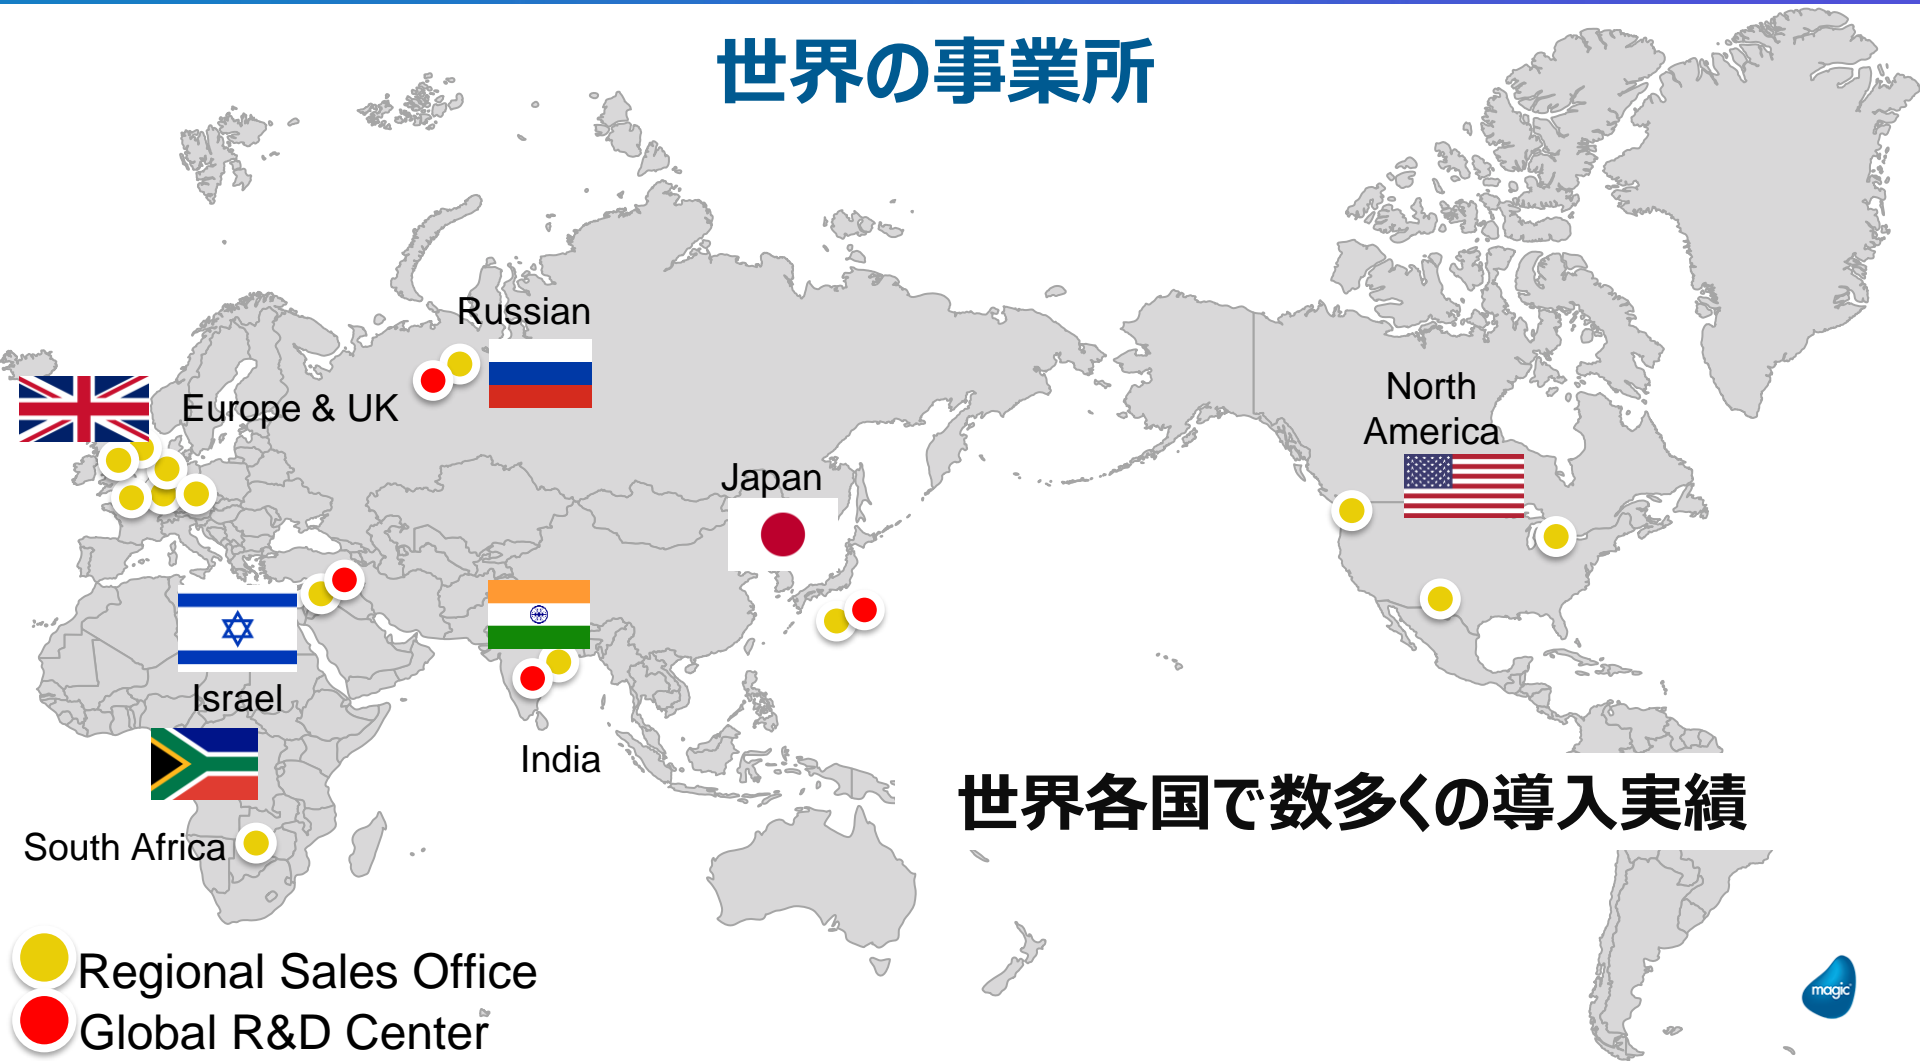 世界の事業所
Russian
Europe & UK
North
America
Japan
Israel
India
世界各国で数多くの導入実績
South Africa
Regional Sales Office
Global R&D Center
magic